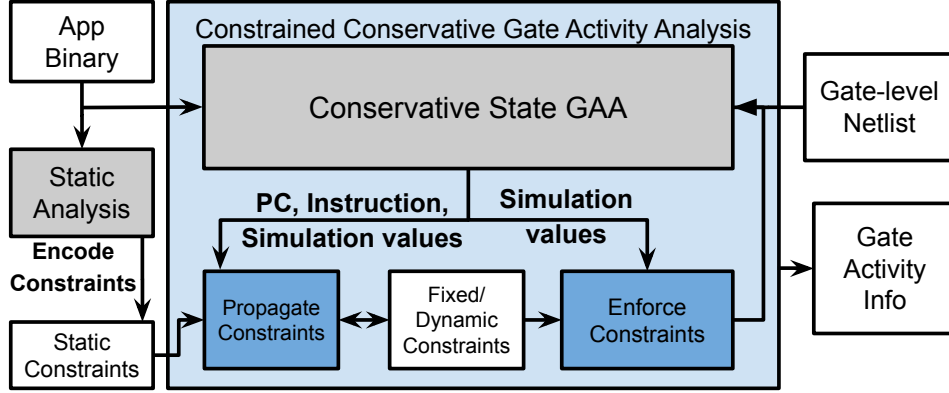 App
Binary
Constrained Conservative Gate Activity Analysis
Conservative State GAA
Gate-level
Netlist
Static
Analysis
PC, Instruction,
Simulation values
Simulation
values
Encode
Constraints
Gate
Activity
Info
Propagate
Constraints
Fixed/
Dynamic
Constraints
Enforce
Constraints
Static
Constraints